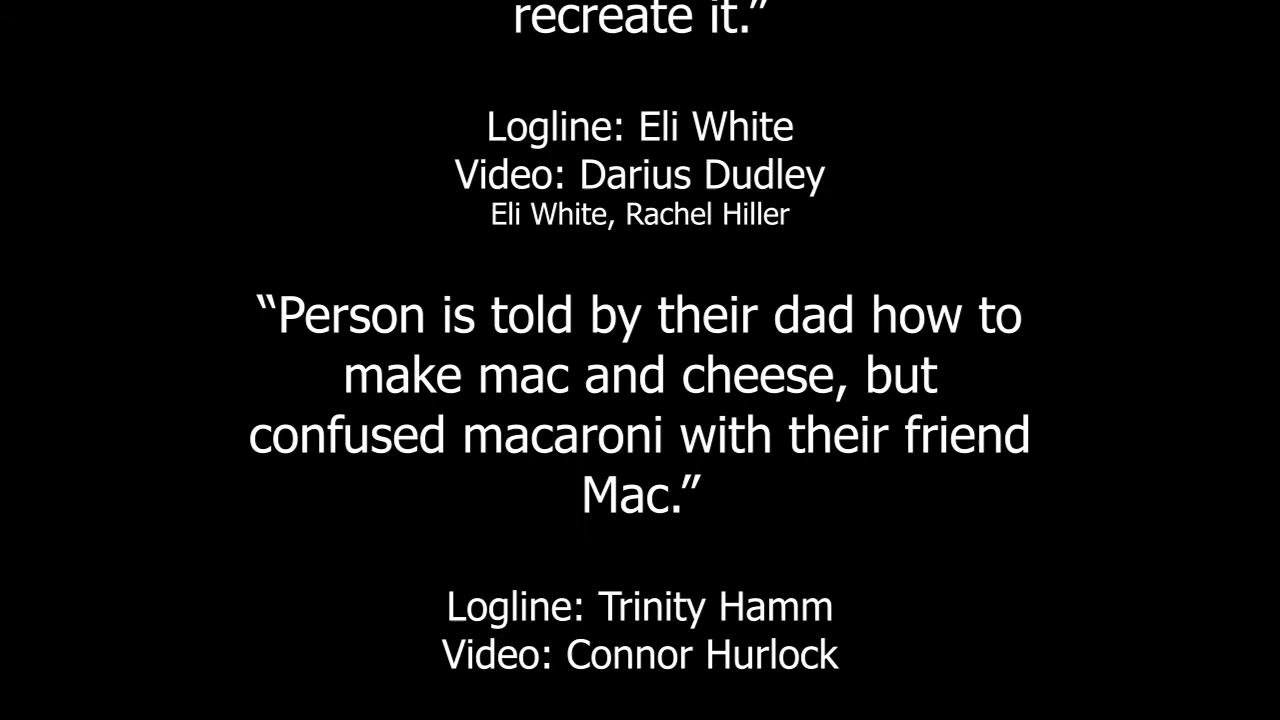 recreate it.”
Logline: Eli White
Video: Darius Dudley
Eli White, Rachel Hiller
“Person is told by their dad how to
make mac and cheese, but
confused macaroni with their friend
Mac.”
Logline: Trinity Hamm
Video: Connor Hurlock